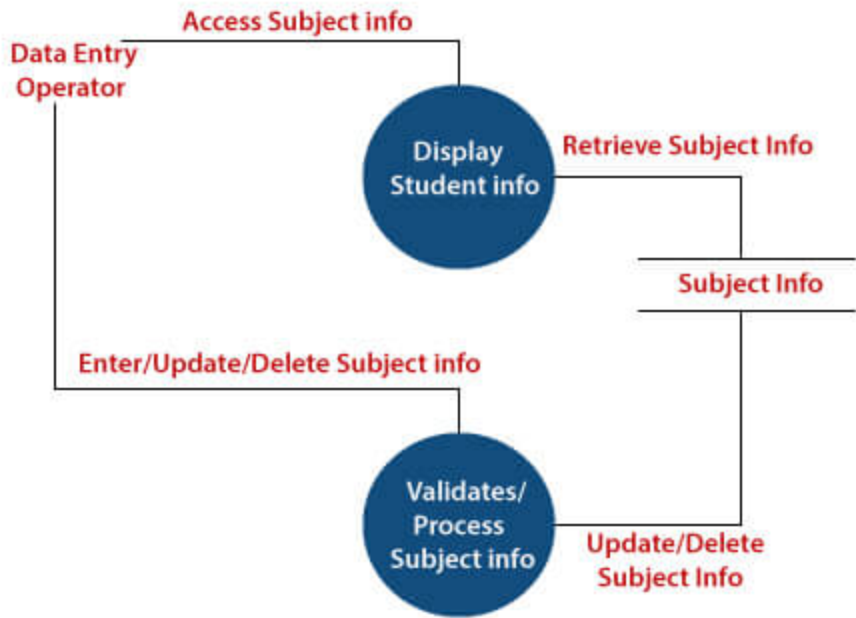 Access Subject info
Data Entry
Operator
Display
Student info
Retrieve Subject Info
Subject Info
Enter/Update/Delete Subject info
Validates/
Process
Subject info
Update/Delete
Subject Info